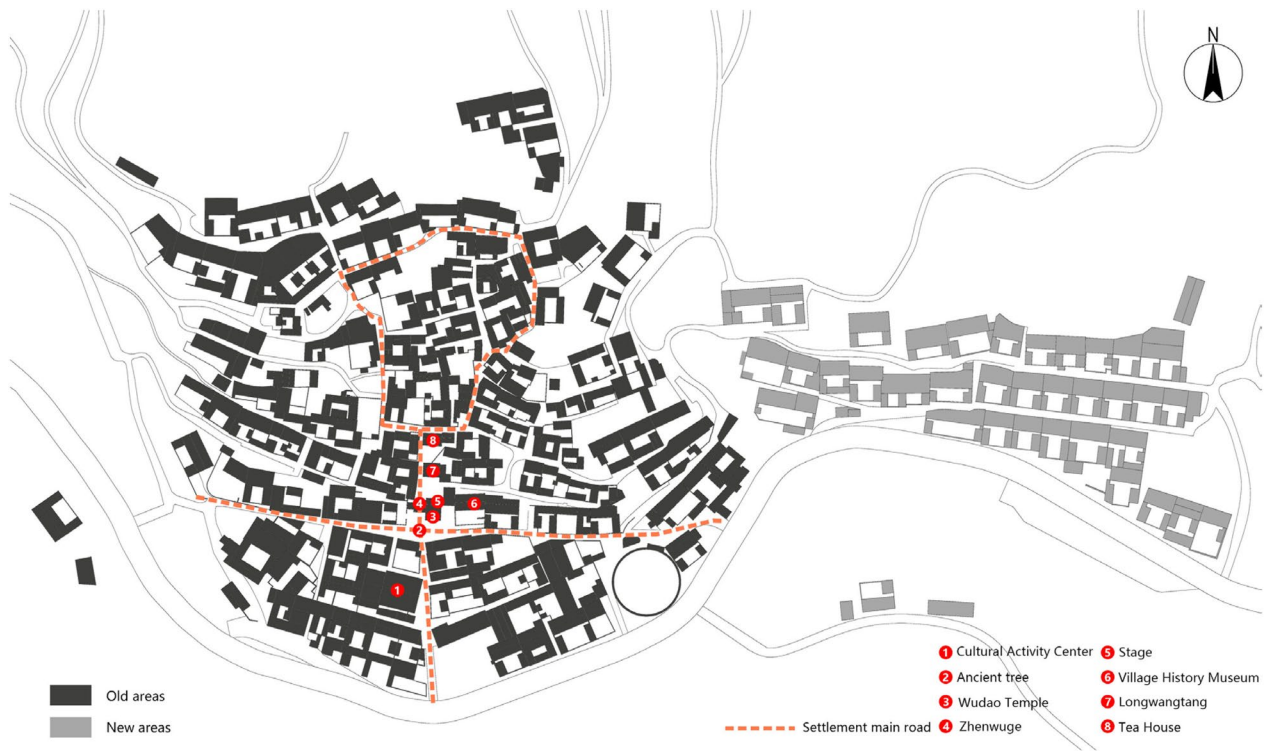 N
8
7
4
5
6
3
2
1
Old areas
New areas
Settlement main road
1 Cultural Activity Center
2 Ancient tree
3 Wudao Temple
4 Zhenwuge
5 Stage
6 Village History Museum
7 Longwangtang
8 Tea House